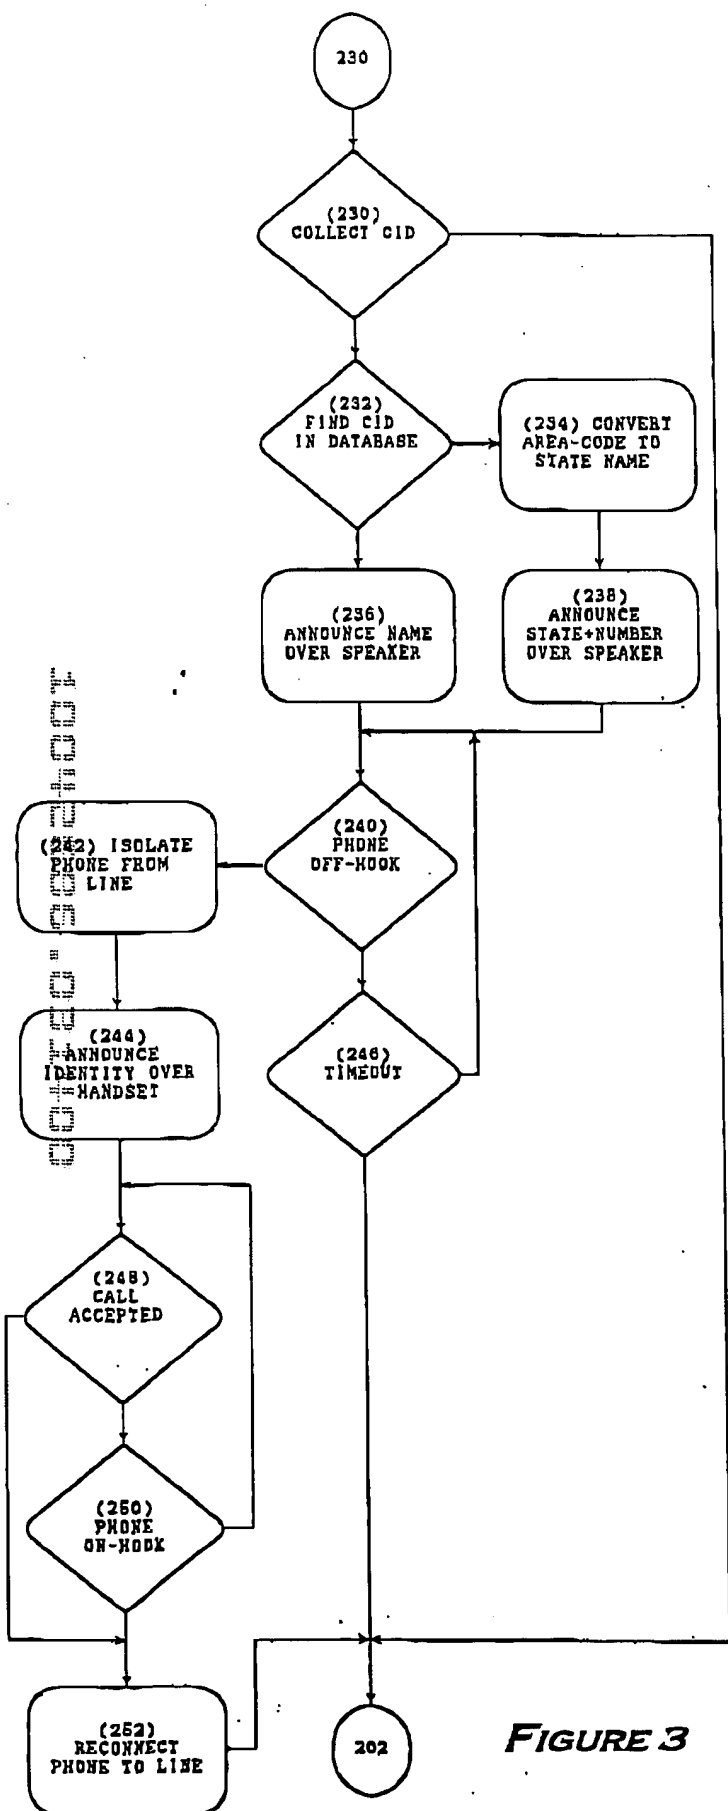 230
(230)
COLLECT CID
(232)
FIND CID
IN DATABASE
(234) CONVERT
AREA-CODE TO
STATE NAME
(236)
ANNOUNCE NAME
OVER SPEAKER
(238)
ANNOUNCE
STATE+NUMBER
OVER SPEAKER
(240)
PHONE
OFF-HOOK
(242) ISOLATE
PHONE FROM
LINE
(244)
ANNOUNCE
IDENTITY OVER
HANDSET
(246)
TIMEOUT
(248)
CALL
ACCEPTED
(250)
PHONE
ON-HOOK
(252)
RECONNECT
PHONE TO LINE
202
FIGURE 3